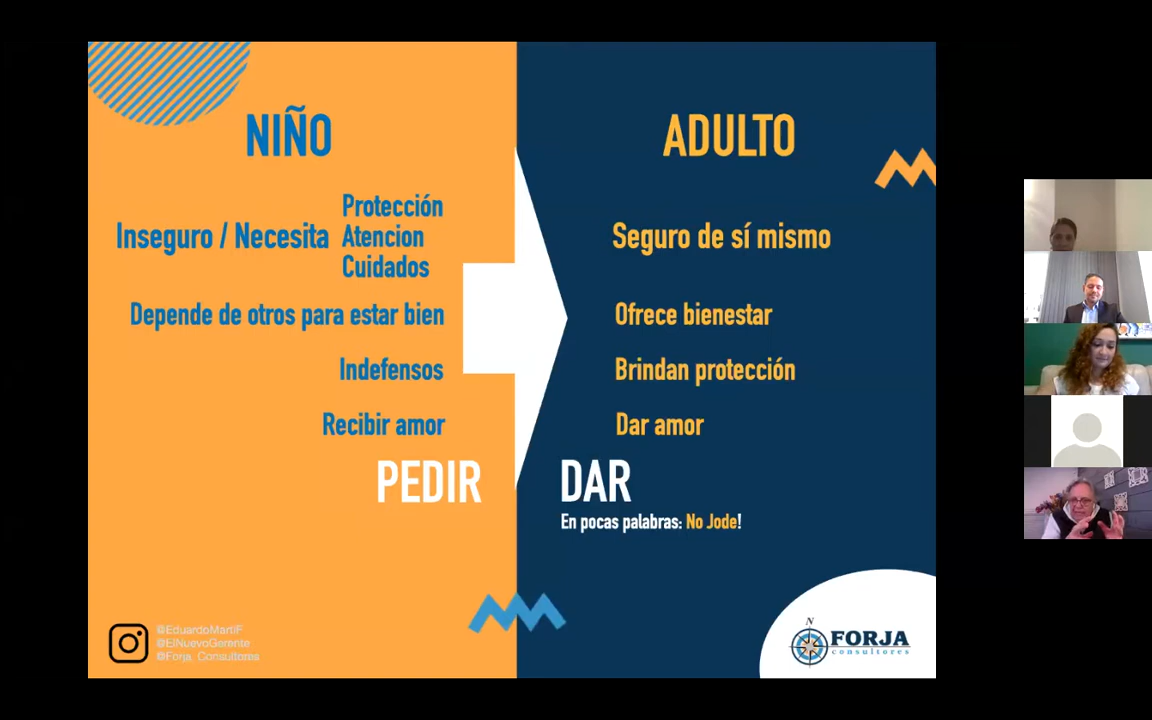 NIÑO
Protección
Inseguro / Necesita Atencion
Cuidados
Depende de otros para estar bien
Indefensos
Recibir amor
PEDIR
ADULTO
Seguro de sí mismo
Ofrece bienestar
Brindan protección
Dar amor
DAR
En pocas palabras: No Jode!
@EduardoMartiF
@ElNuevoGerente
@Forja_Consultores
N
FORJA
consultores